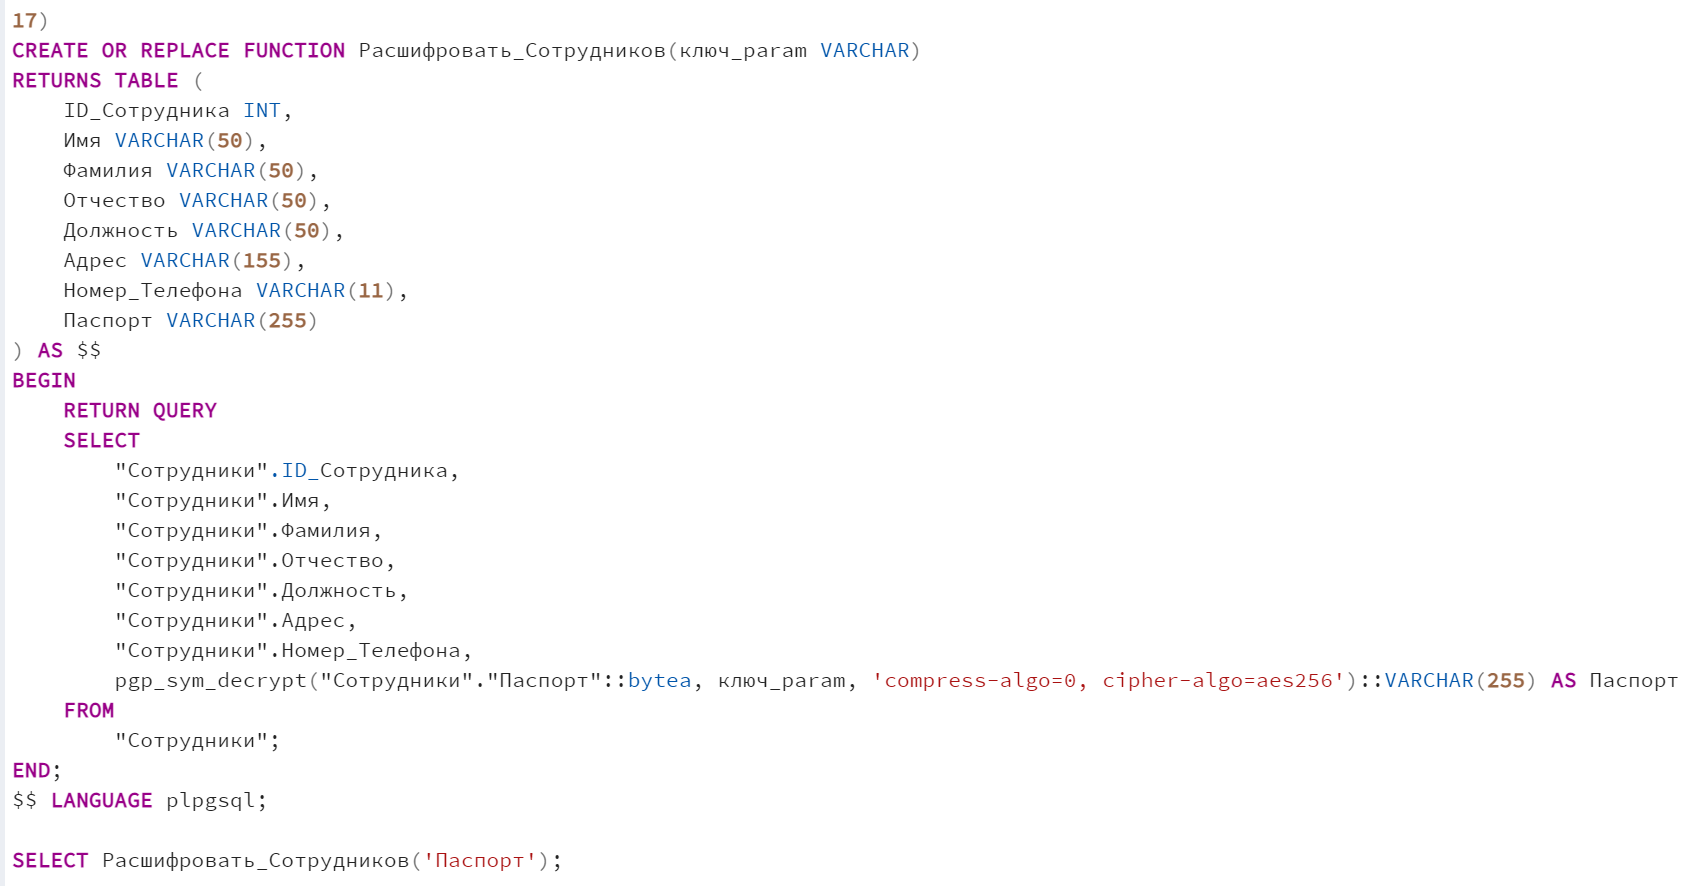 17)
CREATE OR REPLACE FUNCTION Расшифровать_Сотрудников(ключ_param VARCHAR)
RETURNS TABLE (
    ID_Сотрудника INT,
    Имя VARCHAR(50),
    Фамилия VARCHAR(50),
    Отчество VARCHAR(50),
    Должность VARCHAR(50),
    Адрес VARCHAR(155),
    Номер_Телефона VARCHAR(11),
    Паспорт VARCHAR(255)
) AS $$
BEGIN
    RETURN QUERY
    SELECT
        "Сотрудники".ID_Сотрудника,
        "Сотрудники".Имя,
        "Сотрудники".Фамилия,
        "Сотрудники".Отчество,
        "Сотрудники".Должность,
        "Сотрудники".Адрес,
        "Сотрудники".Номер_Телефона,
        pgp_sym_decrypt("Сотрудники"."Паспорт"::bytea, ключ_param, 'compress-algo=0, cipher-algo=aes256')::VARCHAR(255) AS Паспорт
    FROM
        "Сотрудники";
END;
$$ LANGUAGE plpgsql;

SELECT Расшифровать_Сотрудников('Паспорт');